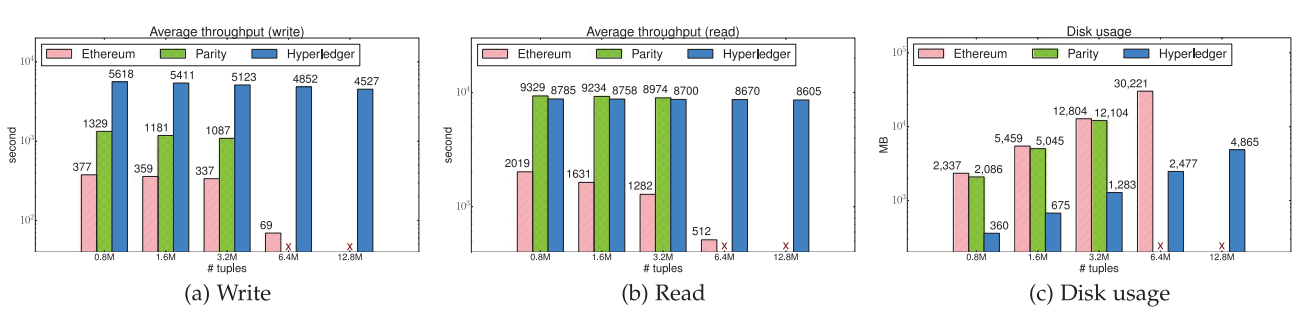 Average throughput (write)
Ethereum Parity Hyperledger
second
10^4
10^3
10^2
377 1329 5618
359 1181 5411
337 1087 5123
69 x 4852
x 4527
0.8M 1.6M 3.2M 6.4M 12.8M
# tuples
(a) Write
Average throughput (read)
Ethereum Parity Hyperledger
second
10^4
10^3
2019 9329 8785
1631 9234 8758
1282 8974 8700
512 x 8670
x 8605
0.8M 1.6M 3.2M 6.4M 12.8M
# tuples
(b) Read
Disk usage
Ethereum Parity Hyperledger
MB
10^5
10^4
10^3
2,337 2,086 360
5,459 5,045 675
12,804 12,104 1,283
30,221 x 2,477
x 4,865
0.8M 1.6M 3.2M 6.4M 12.8M
# tuples
(c) Disk usage